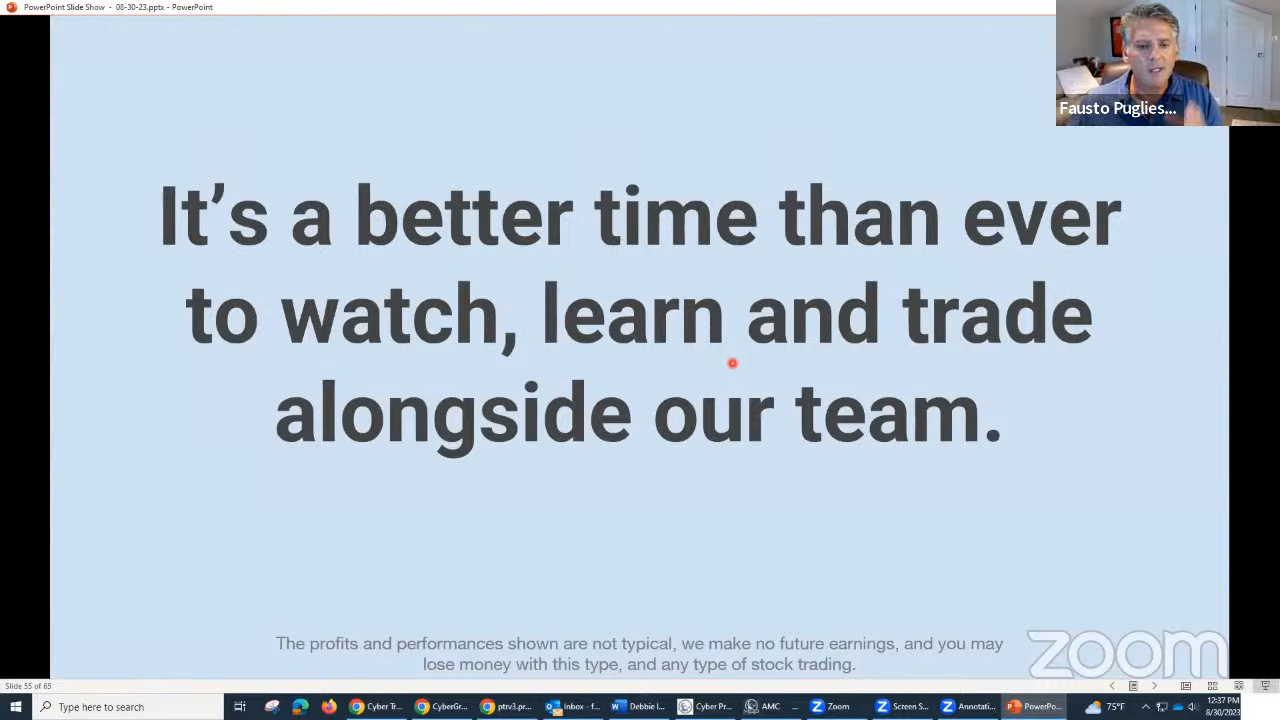 PowerPoint Slide Show - 08-30-23.pptx - PowerPoint
Fausto Puglies...
It's a better time than ever
to watch, learn and trade
alongside our team.
The profits and performances shown are not typical, we make no future earnings, and you may
lose money with this type, and any type of stock trading.
zoom
Slide 55 of 65
Type here to search
Cyber Tr...
CyberGr...
ptrv3.pr...
Inbox - f...
Debbie I...
Cyber Pr...
AMC ...
Zoom
Screen S...
Annotati...
PowerPo...
75°F
12:37 PM
8/30/2023